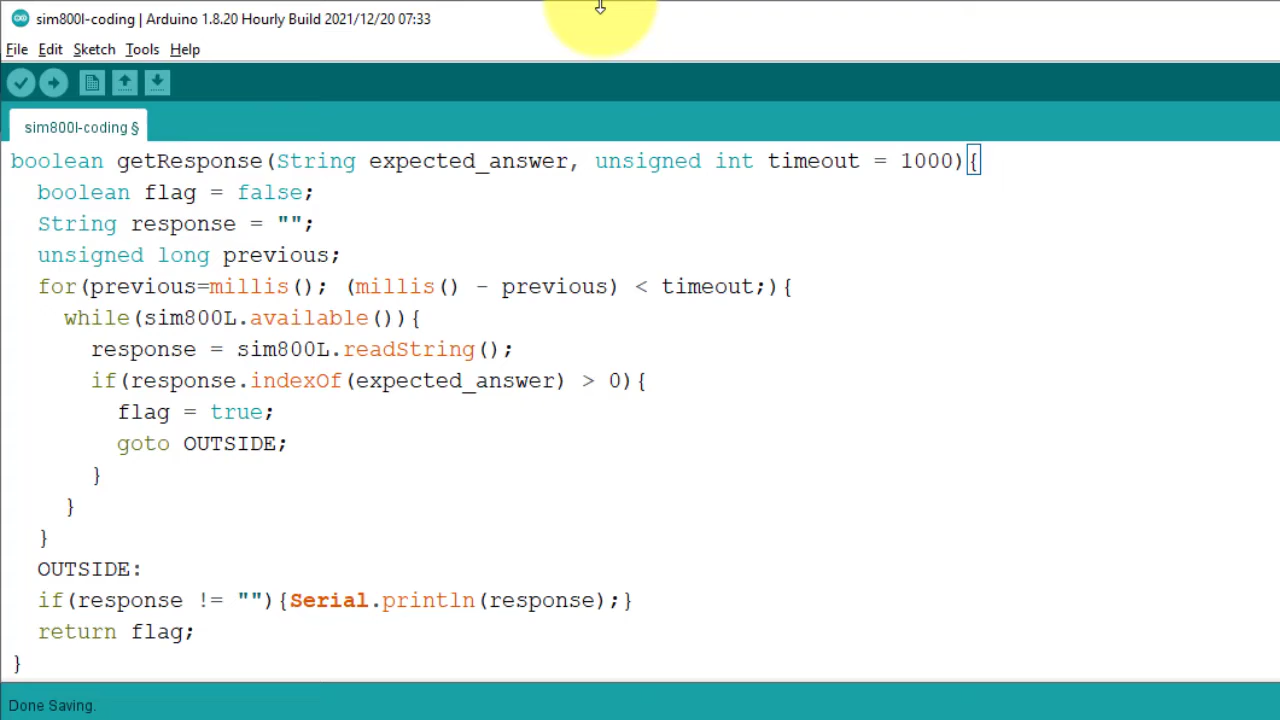 sim800l-coding | Arduino 1.8.20 Hourly Build 2021/12/20 07:33
File Edit Sketch Tools Help
sim800l-coding §
boolean getResponse(String expected_answer, unsigned int timeout = 1000){
  boolean flag = false;
  String response = "";
  unsigned long previous;
  for(previous=millis(); (millis() - previous) < timeout;){
    while(sim800L.available()){
      response = sim800L.readString();
      if(response.indexOf(expected_answer) > 0){
        flag = true;
        goto OUTSIDE;
      }
    }
  }
  OUTSIDE:
  if(response != ""){Serial.println(response);}
  return flag;
}
Done Saving.